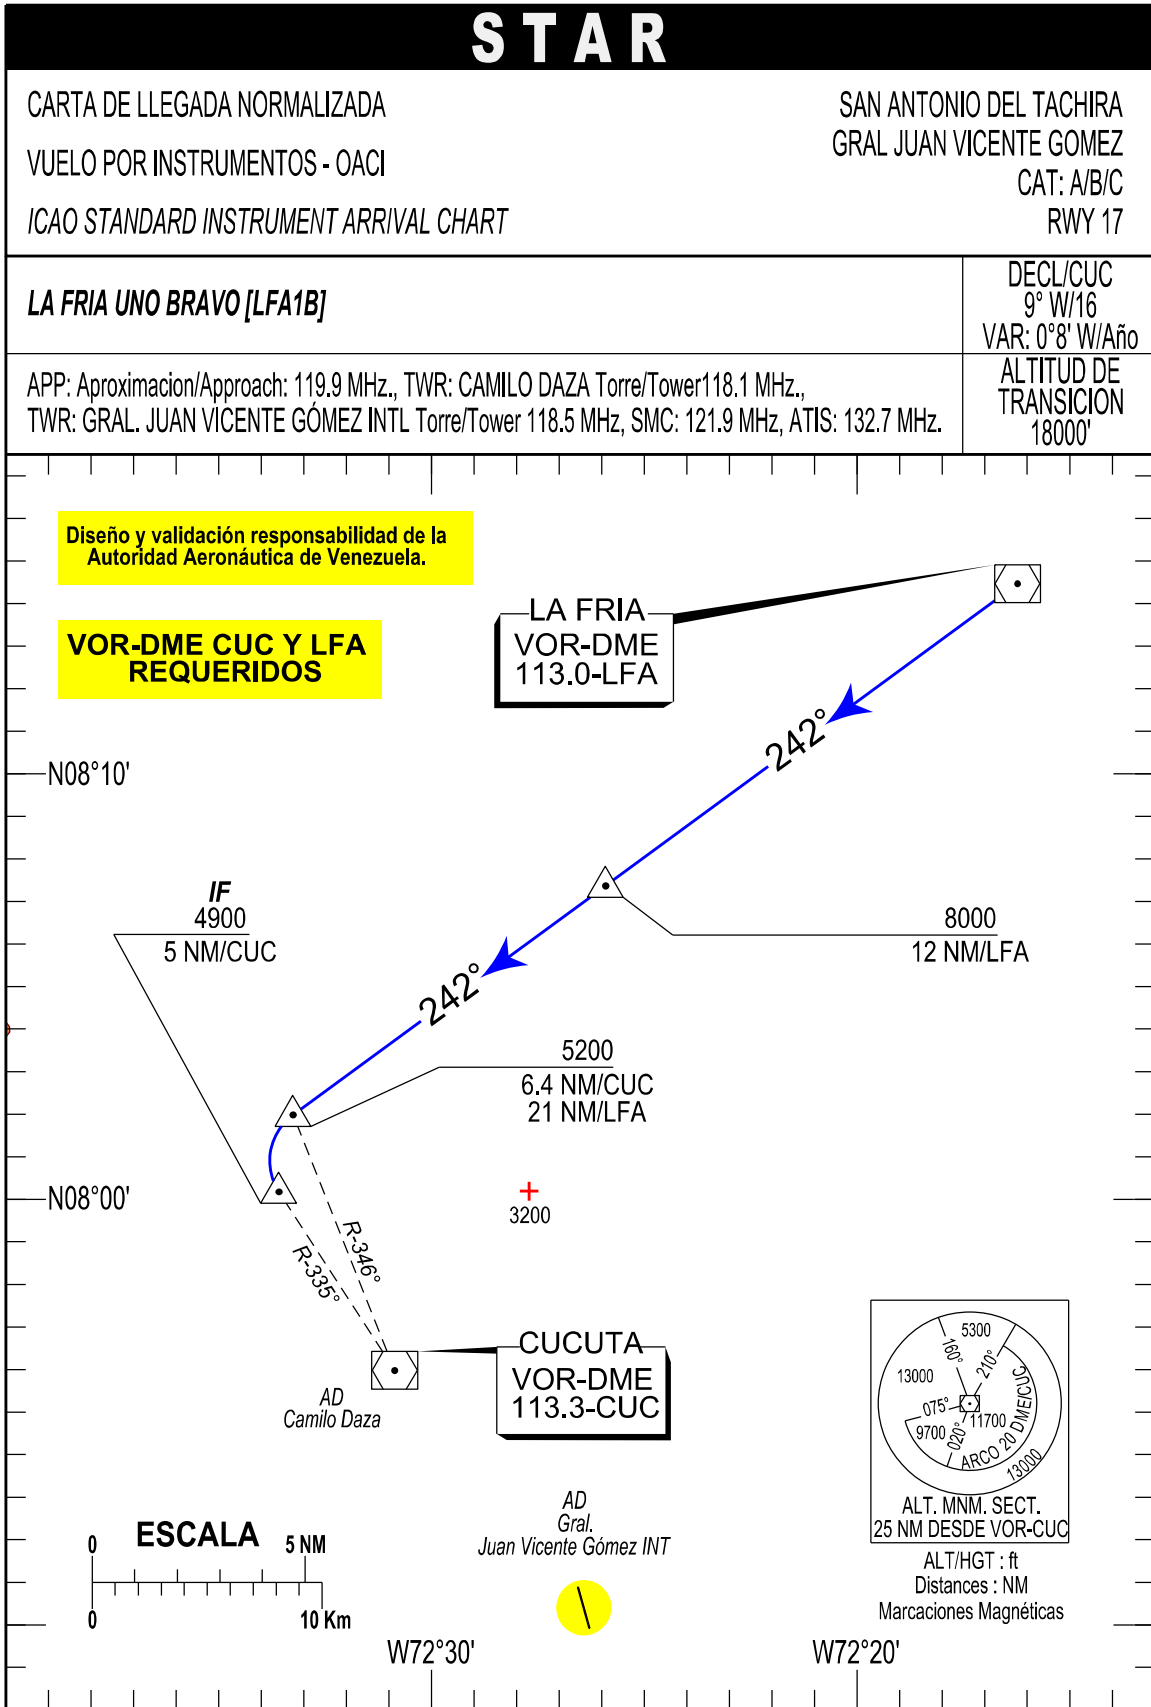 STAR
CARTA DE LLEGADA NORMALIZADA
VUELO POR INSTRUMENTOS - OACI
ICAO STANDARD INSTRUMENT ARRIVAL CHART
SAN ANTONIO DEL TACHIRA
GRAL JUAN VICENTE GOMEZ
CAT: A/B/C
RWY 17
LA FRIA UNO BRAVO [LFA1B]
DECL/CUC
9° W/16
VAR: 0°8' W/Año
APP: Aproximacion/Approach: 119.9 MHz., TWR: CAMILO DAZA Torre/Tower118.1 MHz.,
TWR: GRAL. JUAN VICENTE GÓMEZ INTL Torre/Tower 118.5 MHz, SMC: 121.9 MHz, ATIS: 132.7 MHz.
ALTITUD DE
TRANSICION
18000'
Diseño y validación responsabilidad de la
Autoridad Aeronáutica de Venezuela.
VOR-DME CUC Y LFA
REQUERIDOS
LA FRIA
VOR-DME
113.0-LFA
242°
N08°10'
IF
4900
5 NM/CUC
8000
12 NM/LFA
242°
5200
6.4 NM/CUC
21 NM/LFA
N08°00'
3200
R-346°
R-335°
CUCUTA
VOR-DME
113.3-CUC
AD
Camilo Daza
5300
160°
210°
13000
075°
9700
020°
11700
ARCO 20 DME/CUC
13000
ALT. MNM. SECT.
25 NM DESDE VOR-CUC
ALT/HGT : ft
Distances : NM
Marcaciones Magnéticas
AD
Gral.
Juan Vicente Gómez INT
ESCALA
0
5 NM
0
10 Km
W72°30'
W72°20'